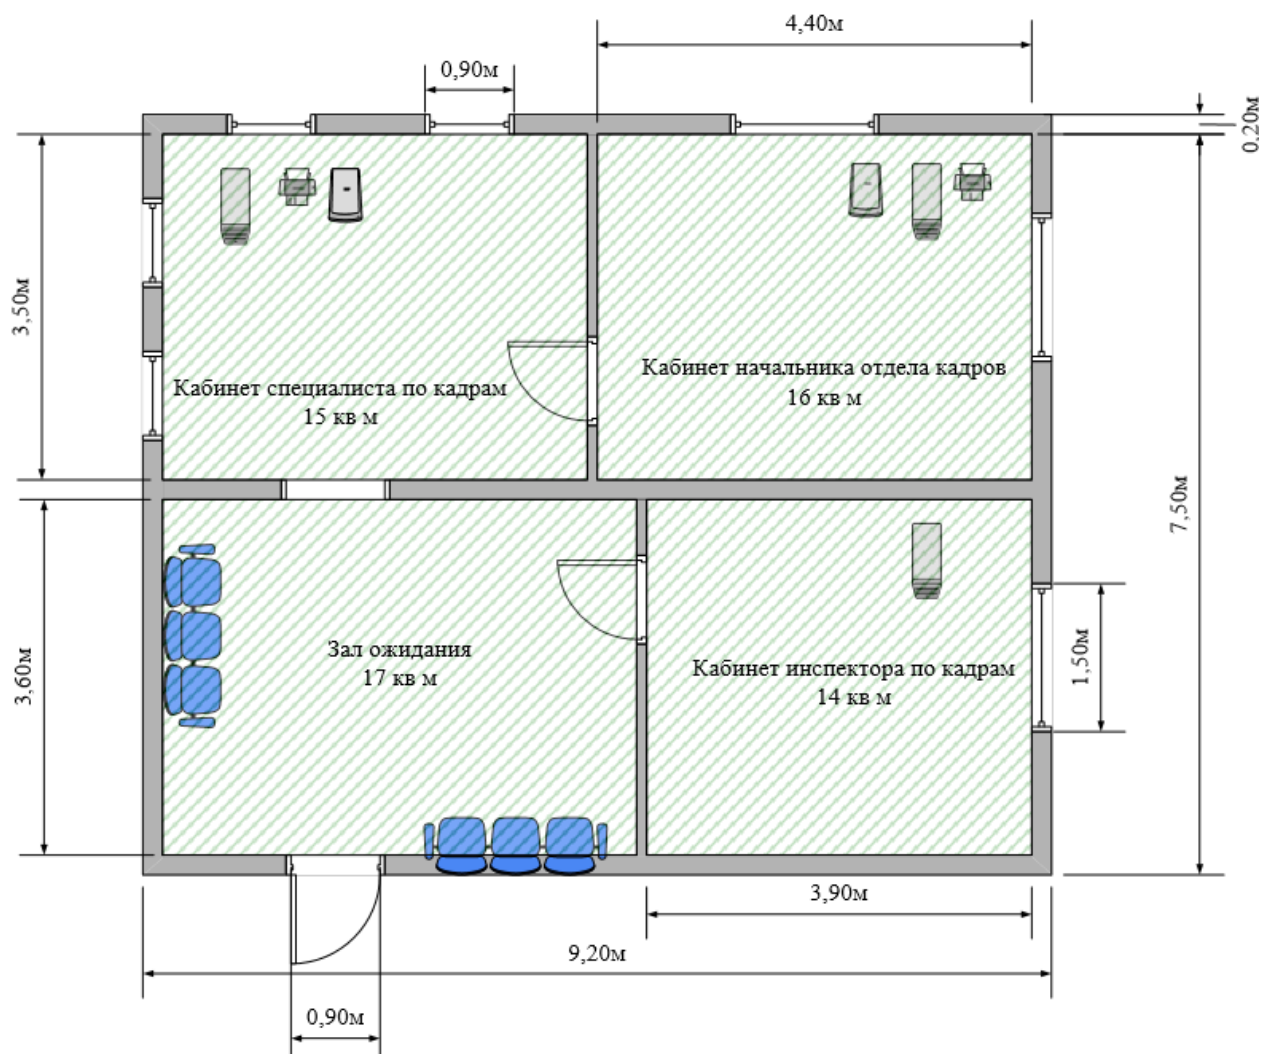 4,40м
0,90м
0.20м
3,50м
Кабинет специалиста по кадрам
15 кв м
Кабинет начальника отдела кадров
16 кв м
7,50м
3,60м
Зал ожидания
17 кв м
Кабинет инспектора по кадрам
14 кв м
1,50м
3,90м
9,20м
0,90м